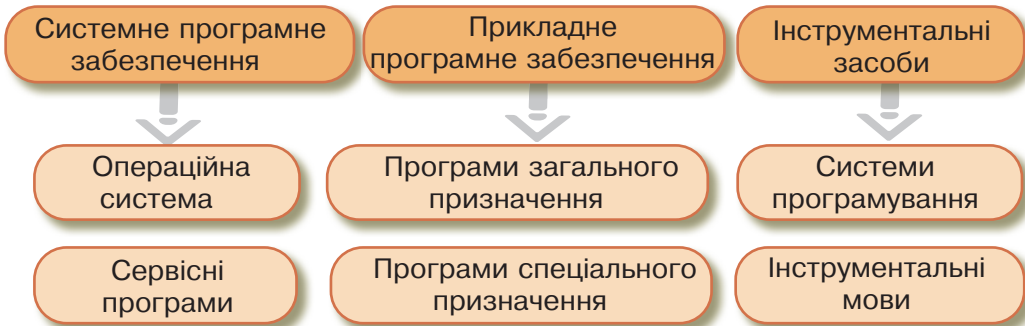 Системне програмне
забезпечення
Прикладне
програмне забезпечення
Інструментальні
засоби
Операційна
система
Програми загального
призначення
Системи
програмування
Сервісні
програми
Програми спеціального
призначення
Інструментальні
мови